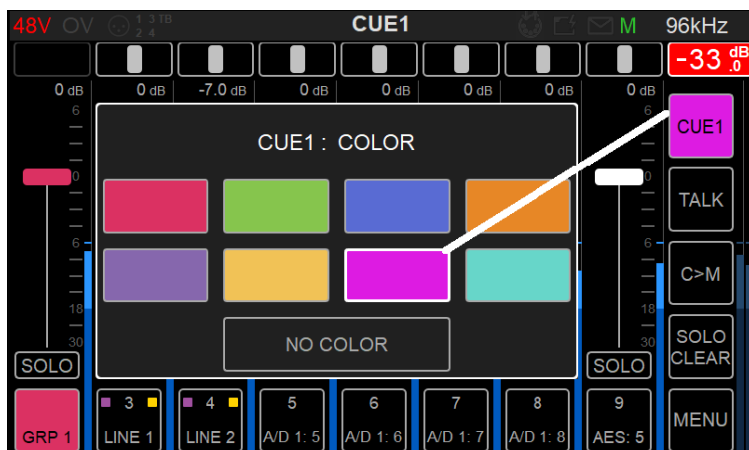 48V OV 1 3 TB CUE1 M 96kHz
2 4
-33 .0 dB
0 dB 0 dB -7.0 dB 0 dB 0 dB 0 dB 0 dB 0 dB
6 6
CUE1 : COLOR CUE1
0 0
TALK
6 6
C>M
18 18
NO COLOR SOLO
30 30
SOLO SOLO CLEAR
3 4 5 6 7 8 9
MENU
GRP 1 LINE 1 LINE 2 A/D 1: 5 A/D 1: 6 A/D 1: 7 A/D 1: 8 AES: 5